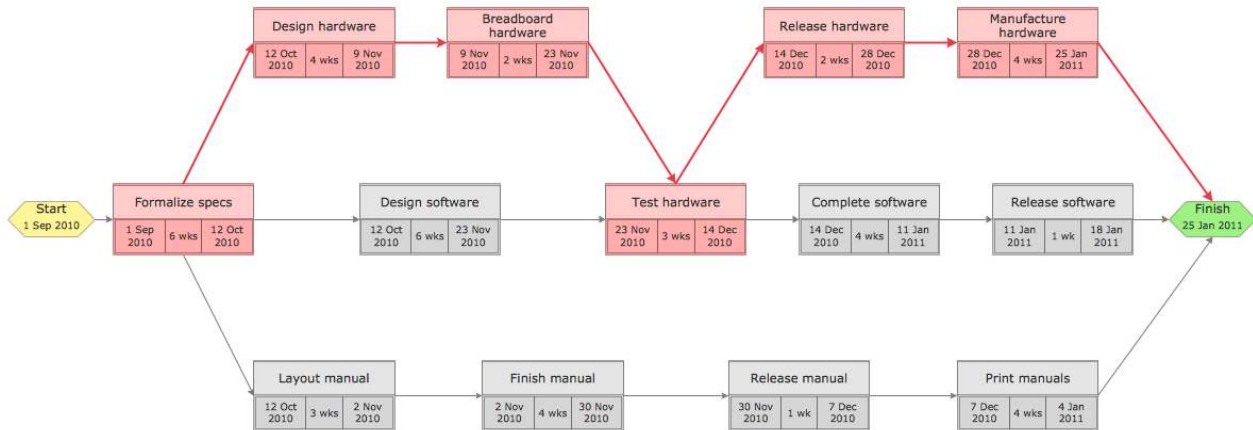 Design hardware
12 Oct 2010
4 wks
9 Nov 2010
Breadboard
hardware
9 Nov 2010
2 wks
23 Nov 2010
Release hardware
14 Dec 2010
2 wks
28 Dec 2010
Manufacture
hardware
28 Dec 2010
4 wks
25 Jan 2011
Start
1 Sep 2010
Formalize specs
1 Sep 2010
6 wks
12 Oct 2010
Design software
12 Oct 2010
6 wks
23 Nov 2010
Test hardware
23 Nov 2010
3 wks
14 Dec 2010
Complete software
14 Dec 2010
4 wks
11 Jan 2011
Release software
11 Jan 2011
1 wk
18 Jan 2011
Finish
25 Jan 2011
Layout manual
12 Oct 2010
3 wks
2 Nov 2010
Finish manual
2 Nov 2010
4 wks
30 Nov 2010
Release manual
30 Nov 2010
1 wk
7 Dec 2010
Print manuals
7 Dec 2010
4 wks
4 Jan 2011